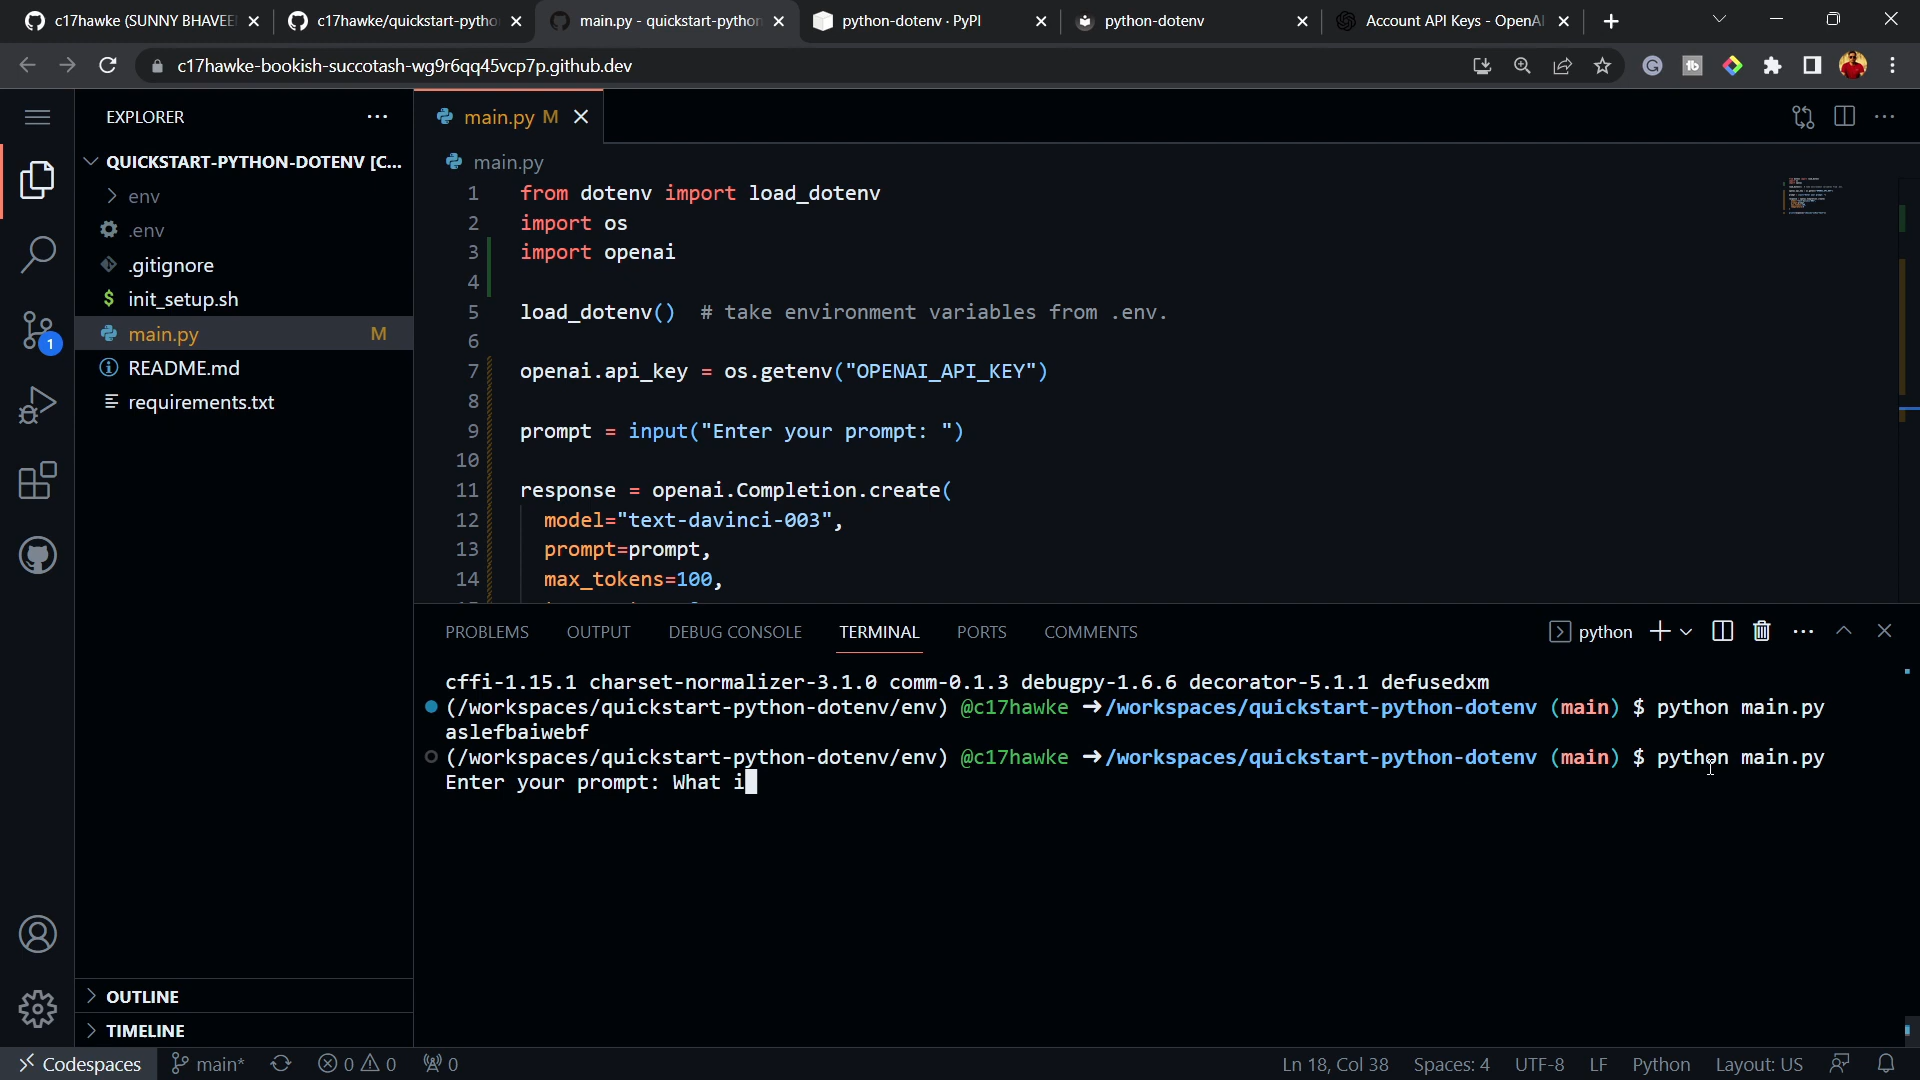 c17hawke (SUNNY BHAVEE
c17hawke/quickstart-pytho
main.py - quickstart-python
python-dotenv · PyPI
python-dotenv
Account API Keys - OpenAI
c17hawke-bookish-succotash-wg9r6qq45vcp7p.github.dev
EXPLORER
main.py M
QUICKSTART-PYTHON-DOTENV [C...
env
.env
.gitignore
$ init_setup.sh
main.py M
README.md
requirements.txt
1
main.py
1 from dotenv import load_dotenv
2 import os
3 import openai
4
5 load_dotenv() # take environment variables from .env.
6
7 openai.api_key = os.getenv("OPENAI_API_KEY")
8
9 prompt = input("Enter your prompt: ")
10
11 response = openai.Completion.create(
12 model="text-davinci-003",
13 prompt=prompt,
14 max_tokens=100,
PROBLEMS OUTPUT DEBUG CONSOLE TERMINAL PORTS COMMENTS
python
cffi-1.15.1 charset-normalizer-3.1.0 comm-0.1.3 debugpy-1.6.6 decorator-5.1.1 defusedxm
(/workspaces/quickstart-python-dotenv/env) @c17hawke ➜/workspaces/quickstart-python-dotenv (main) $ python main.py
aslefbaiwebf
(/workspaces/quickstart-python-dotenv/env) @c17hawke ➜/workspaces/quickstart-python-dotenv (main) $ python main.py
Enter your prompt: What i
OUTLINE
TIMELINE
Codespaces main* 0 0 0 Ln 18, Col 38 Spaces: 4 UTF-8 LF Python Layout: US